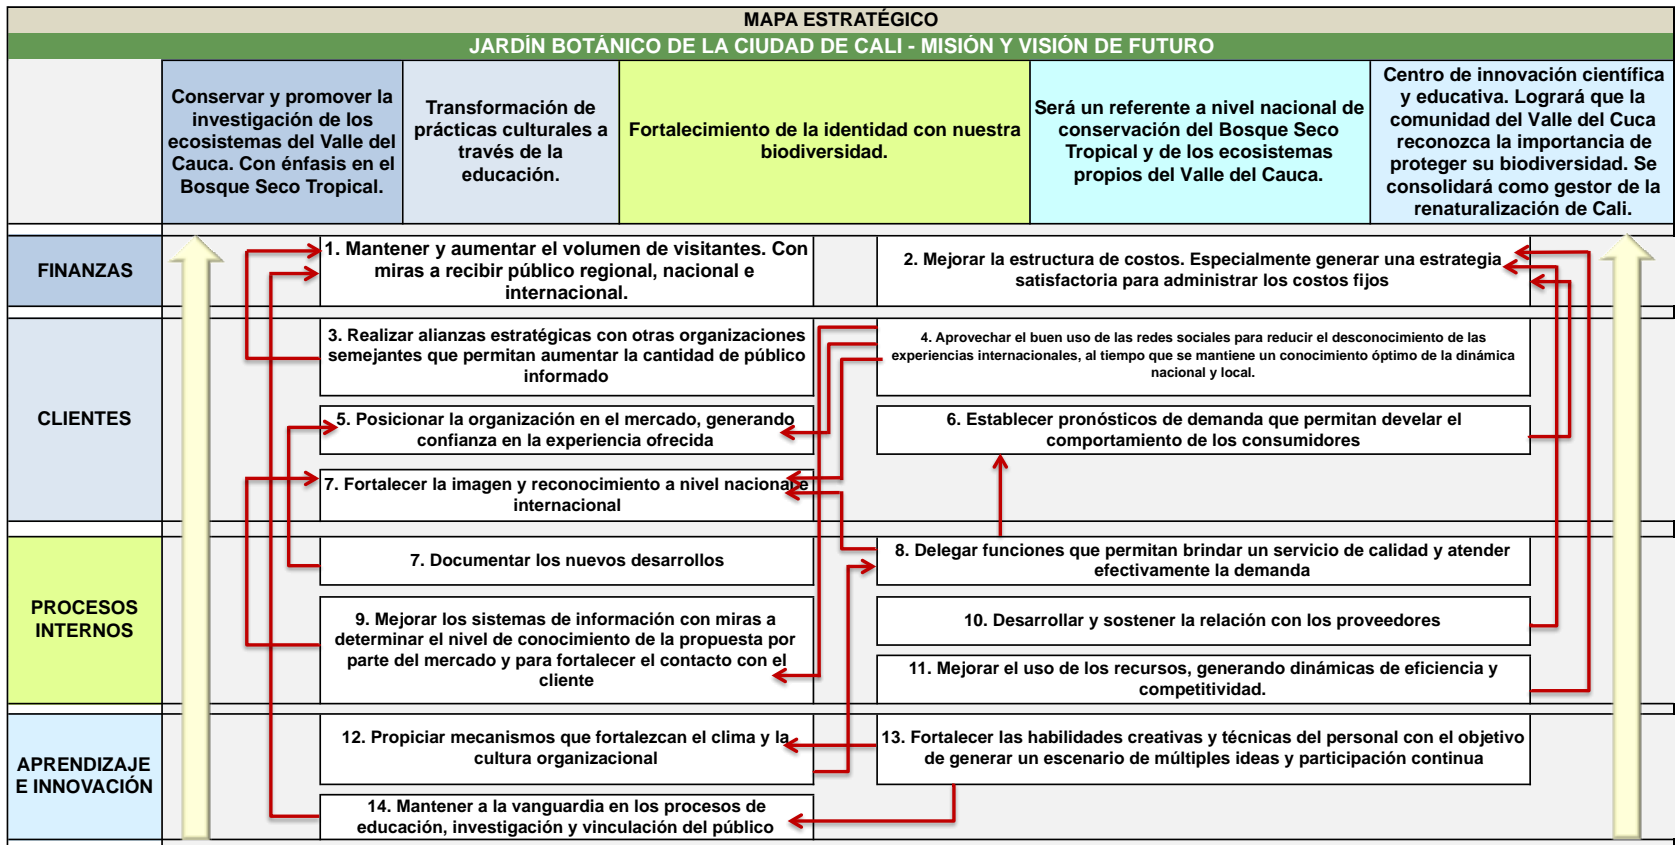 MAPA ESTRATÉGICO
JARDÍN BOTÁNICO DE LA CIUDAD DE CALI - MISIÓN Y VISIÓN DE FUTURO
Conservar y promover la
investigación de los
ecosistemas del Valle del
Cauca. Con énfasis en el
Bosque Seco Tropical.
Transformación de
prácticas culturales a
través de la
educación.
Fortalecimiento de la identidad con nuestra
biodiversidad.
Será un referente a nivel nacional de
conservación del Bosque Seco
Tropical y de los ecosistemas
propios del Valle del Cauca.
Centro de innovación científica
y educativa. Logrará que la
comunidad del Valle del Cuca
reconozca la importancia de
proteger su biodiversidad. Se
consolidará como gestor de la
renaturalización de Cali.
FINANZAS
1. Mantener y aumentar el volumen de visitantes. Con
miras a recibir público regional, nacional e
internacional.
2. Mejorar la estructura de costos. Especialmente generar una estrategia
satisfactoria para administrar los costos fijos
CLIENTES
3. Realizar alianzas estratégicas con otras organizaciones
semejantes que permitan aumentar la cantidad de público
informado
4. Aprovechar el buen uso de las redes sociales para reducir el desconocimiento de las
experiencias internacionales, al tiempo que se mantiene un conocimiento óptimo de la dinámica
nacional y local.
5. Posicionar la organización en el mercado, generando
confianza en la experiencia ofrecida
6. Establecer pronósticos de demanda que permitan develar el
comportamiento de los consumidores
7. Fortalecer la imagen y reconocimiento a nivel nacional e
internacional
PROCESOS
INTERNOS
7. Documentar los nuevos desarrollos
8. Delegar funciones que permitan brindar un servicio de calidad y atender
efectivamente la demanda
9. Mejorar los sistemas de información con miras a
determinar el nivel de conocimiento de la propuesta por
parte del mercado y para fortalecer el contacto con el
cliente
10. Desarrollar y sostener la relación con los proveedores
11. Mejorar el uso de los recursos, generando dinámicas de eficiencia y
competitividad.
APRENDIZAJE
E INNOVACIÓN
12. Propiciar mecanismos que fortalezcan el clima y la
cultura organizacional
13. Fortalecer las habilidades creativas y técnicas del personal con el objetivo
de generar un escenario de múltiples ideas y participación continua
14. Mantener a la vanguardia en los procesos de
educación, investigación y vinculación del público